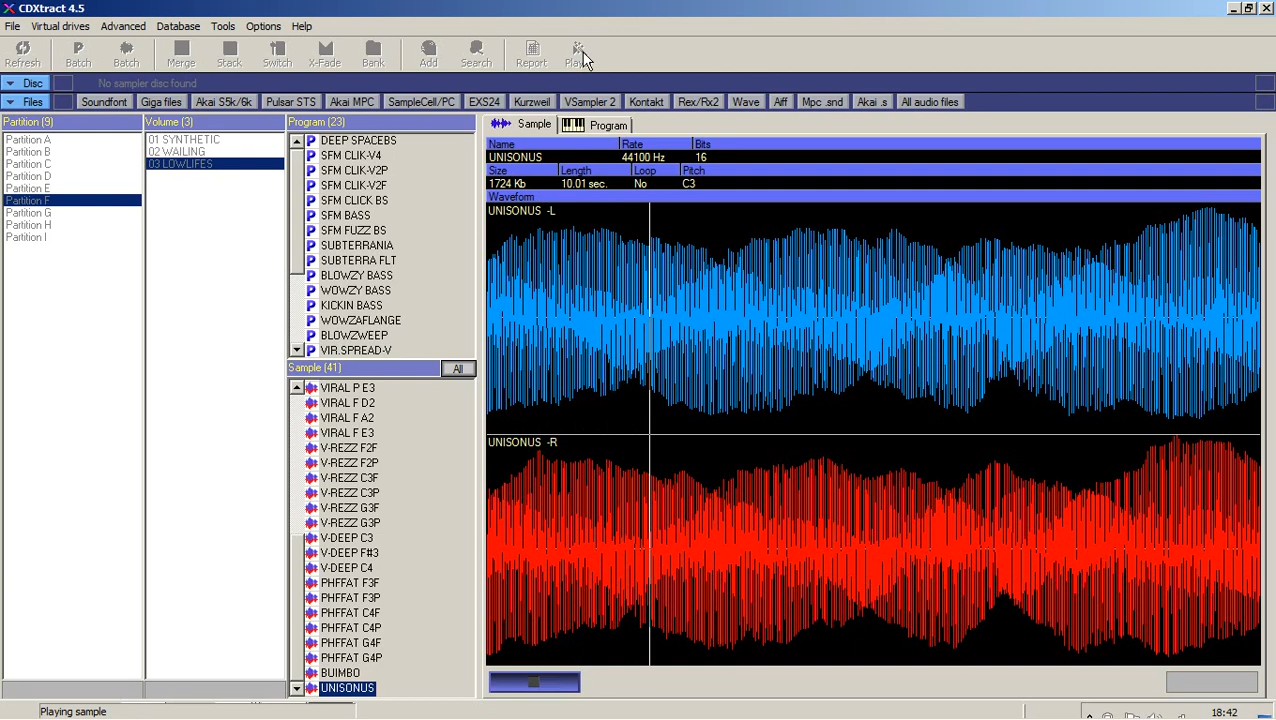 CDXtract 4.5
File Virtual drives Advanced Database Tools Options Help
Refresh Batch Batch Merge Stack Switch X-Fade Bank Add Search Report
Disc No sampler disc found
Files Soundfont Giga files Akai S5k/6k Pulsar STS Akai MPC SampleCell/PC EXS24 Kurzweil VSampler 2 Kontakt Rex/Rx2 Wave Aiff Mpc .snd Akai .s All audio files
Partition (9)
Partition A
Partition B
Partition C
Partition D
Partition E
Partition F
Partition G
Partition H
Partition I
Volume (3)
01 SYNTHETIC
02 WAILING
03 LOWLIFES
Program (23)
DEEP SPACEBS
SFM CLIK-V4
SFM CLIK-V2P
SFM CLIK-V2F
SFM CLICK BS
SFM BASS
SFM FUZZ BS
SUBTERRANIA
SUBTERRA FLT
BLOWZY BASS
WOWZY BASS
KICKIN BASS
WOWZAFLANGE
BLOWZWEEP
VIR.SPREAD-V
Sample (41) All
VIRAL P E3
VIRAL F D2
VIRAL F A2
VIRAL F E3
V-REZZ F2F
V-REZZ F2P
V-REZZ C3F
V-REZZ C3P
V-REZZ G3F
V-REZZ G3P
V-DEEP C3
V-DEEP F#3
V-DEEP C4
PHFFAT F3F
PHFFAT F3P
PHFFAT C4F
PHFFAT C4P
PHFFAT G4F
PHFFAT G4P
BUIMBO
UNISONUS
Sample Program
Name Rate Bits
UNISONUS 44100 Hz 16
Size Length Loop Pitch
1724 Kb 10.01 sec. No C3
Waveform
UNISONUS -L
UNISONUS -R
Playing sample
18:42